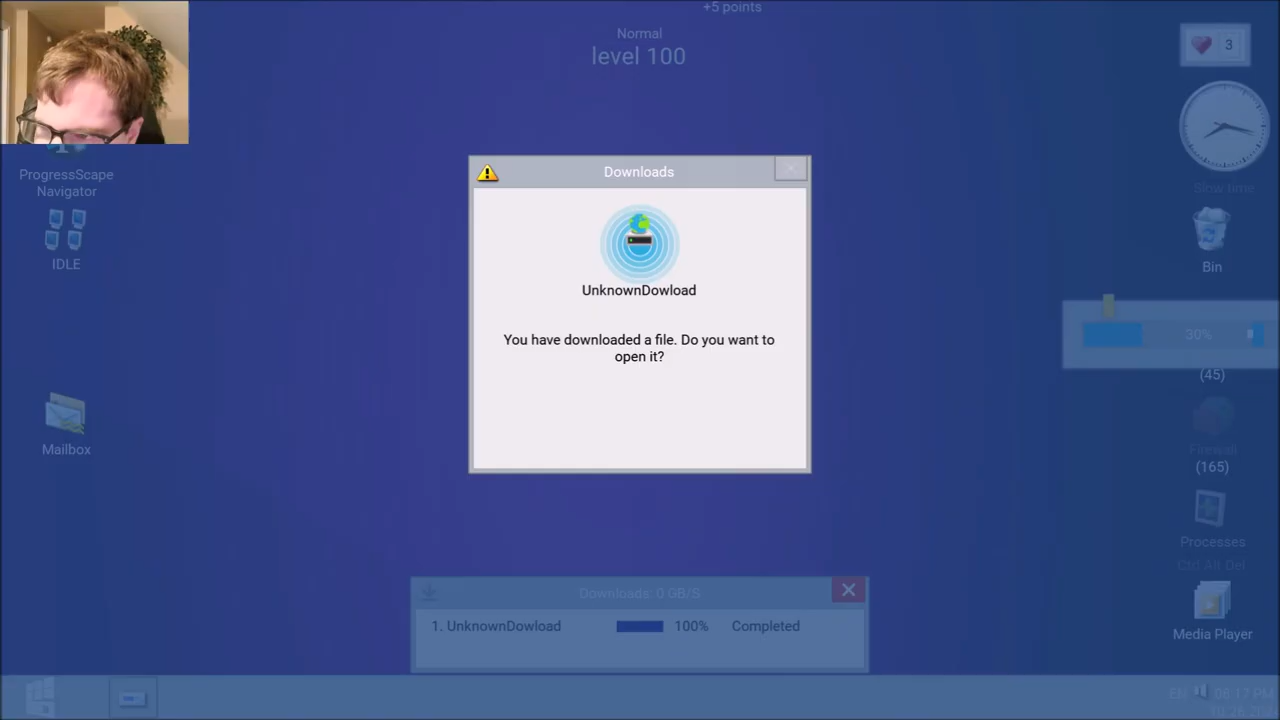 +5 points
Normal
level 100
3
Downloads
ProgressScape
Navigator
Slow time
IDLE
Bin
UnknownDowload
You have downloaded a file. Do you want to
open it?
30%
(45)
Mailbox
Firewall
(165)
Processes
Ctrl Alt Del
Downloads: 0 GB/S
1. UnknownDowload 100% Completed
Media Player
EN 06:17 PM